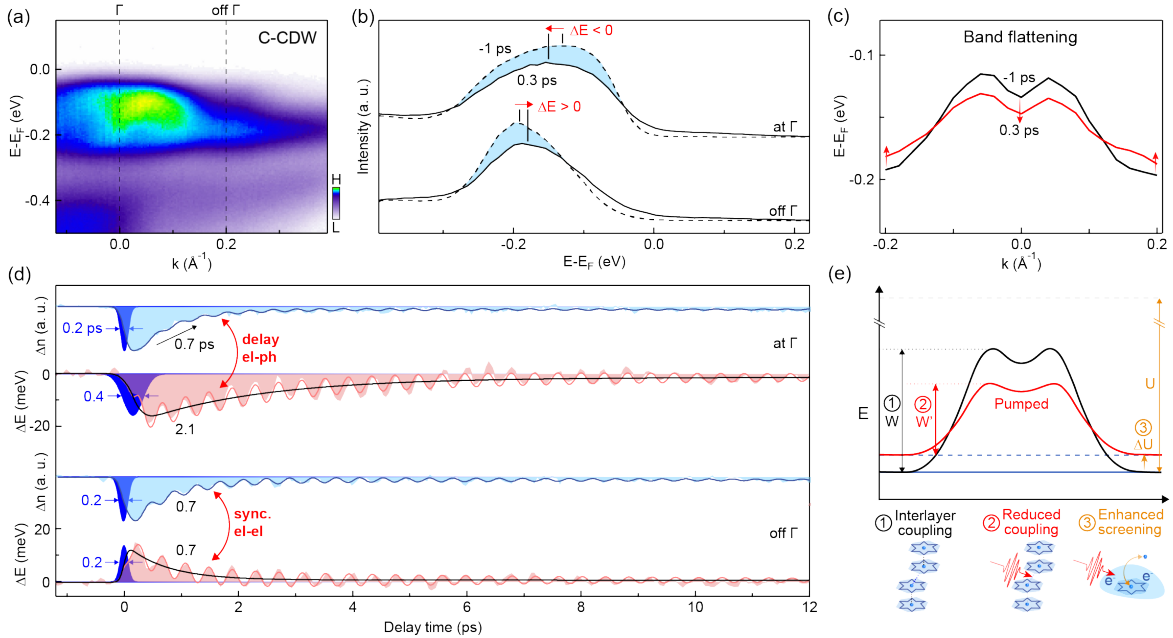 (a)
Γ
off Γ
C-CDW
E-E_F (eV)
0.0
-0.2
-0.4
H
L
0.0
0.2
k (Å⁻¹)
(b)
ΔE < 0
-1 ps
0.3 ps
ΔE > 0
at Γ
off Γ
Intensity (a. u.)
-0.2
0.0
0.2
E-E_F (eV)
(c)
Band flattening
-0.1
-1 ps
0.3 ps
E-E_F (eV)
-0.2
-0.2
0.0
0.2
k (Å⁻¹)
(d)
Δn (a. u.)
0.2 ps
0.7 ps
delay
el-ph
at Γ
ΔE (meV)
0
-20
0.4
2.1
Δn (a. u.)
0.2
0.7
sync.
el-el
off Γ
ΔE (meV)
20
10
0
0.2
0.7
0
2
4
6
8
10
12
Delay time (ps)
(e)
E
① W
② W'
Pumped
U
③ ΔU
① Interlayer
coupling
② Reduced
coupling
③ Enhanced
screening
e
e
e